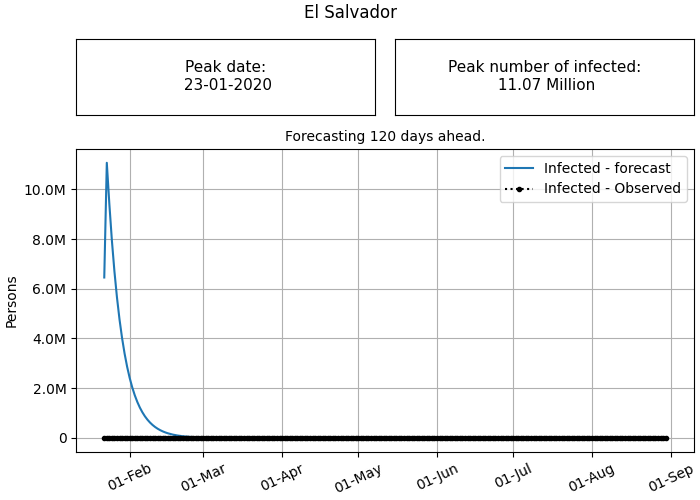 El Salvador
Peak date:
23-01-2020
Peak number of infected:
11.07 Million
Forecasting 120 days ahead.
Infected - forecast
Infected - Observed
10.0M
8.0M
6.0M
4.0M
2.0M
0
Persons
01-Feb
01-Mar
01-Apr
01-May
01-Jun
01-Jul
01-Aug
01-Sep